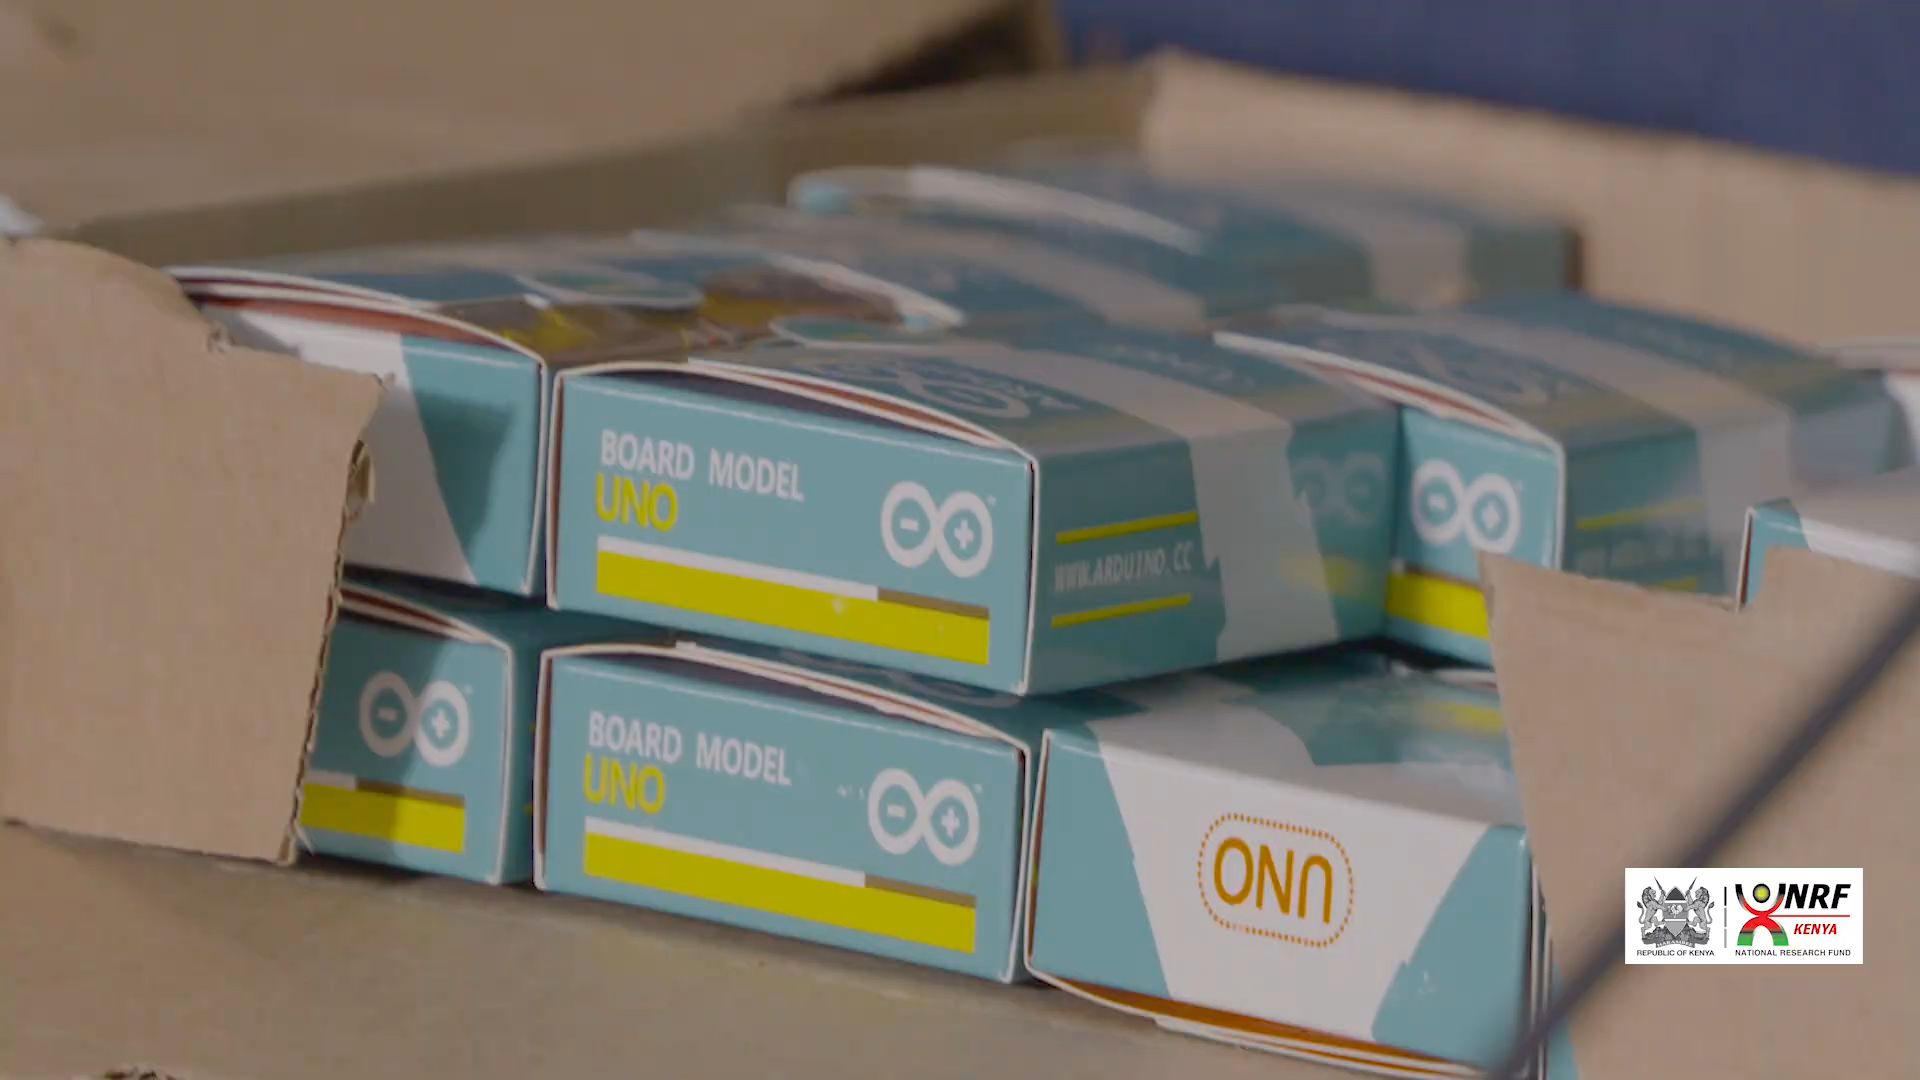 BOARD MODEL
UNO
WWW.ARDUINO.CC
BOARD MODEL
UNO
UNO
NRF
KENYA
REPUBLIC OF KENYA
NATIONAL RESEARCH FUND